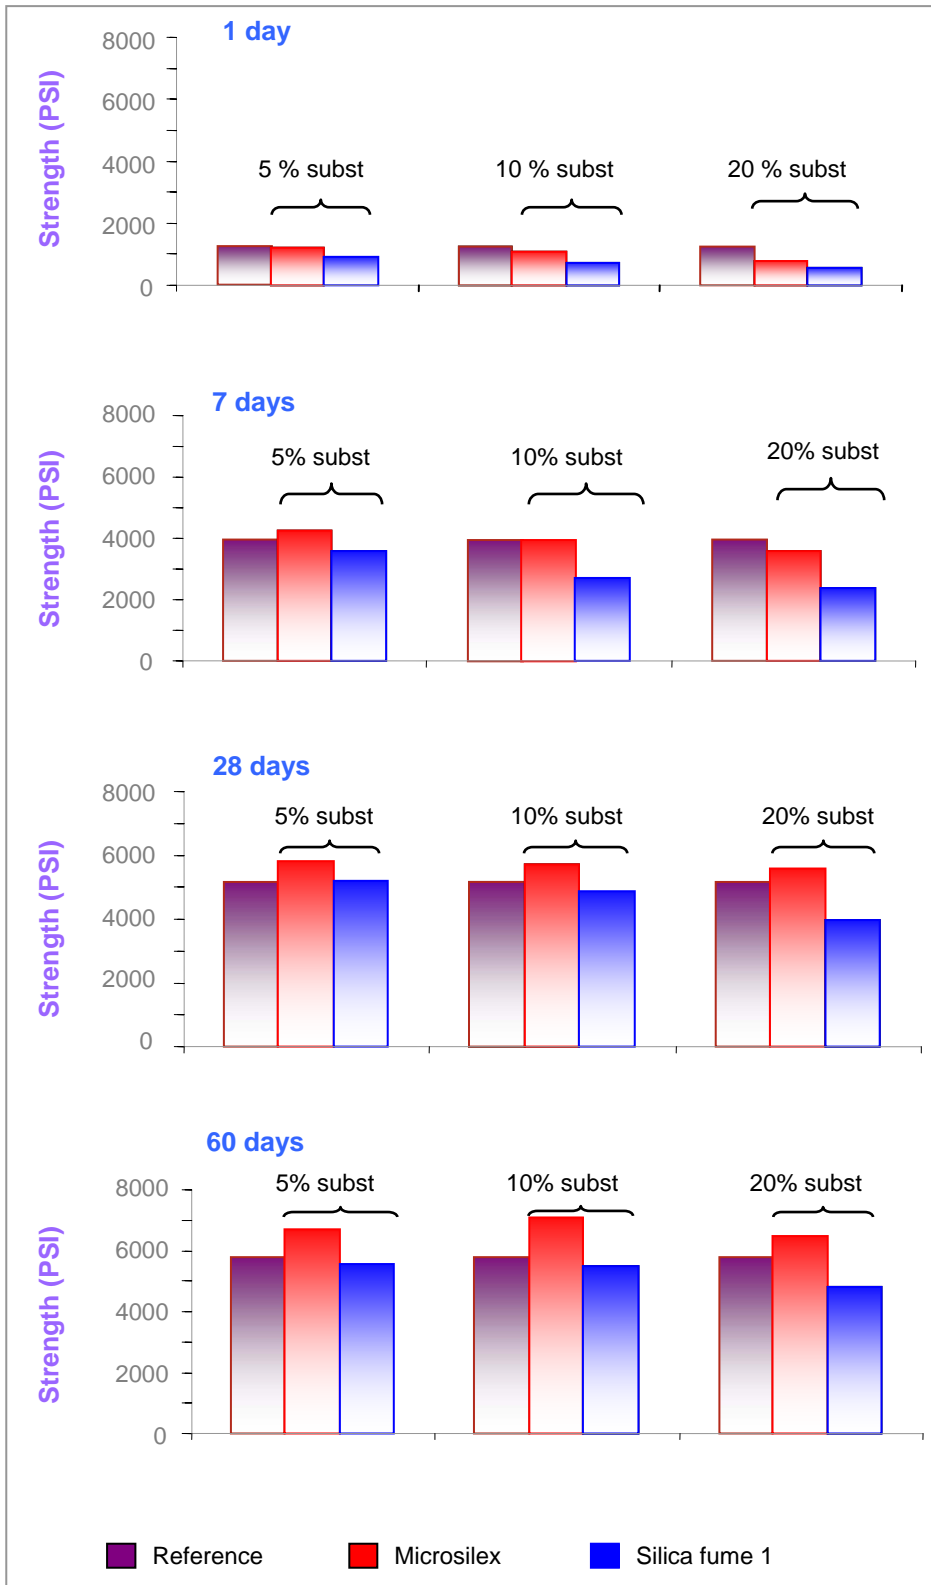 1 day
8000
6000
4000
2000
0
Strength (PSI)
5 % subst
10 % subst
20 % subst
7 days
8000
6000
4000
2000
0
Strength (PSI)
5% subst
10% subst
20% subst
28 days
8000
6000
4000
2000
0
Strength (PSI)
5% subst
10% subst
20% subst
60 days
8000
6000
4000
2000
0
Strength (PSI)
5% subst
10% subst
20% subst
Reference Microsilex Silica fume 1